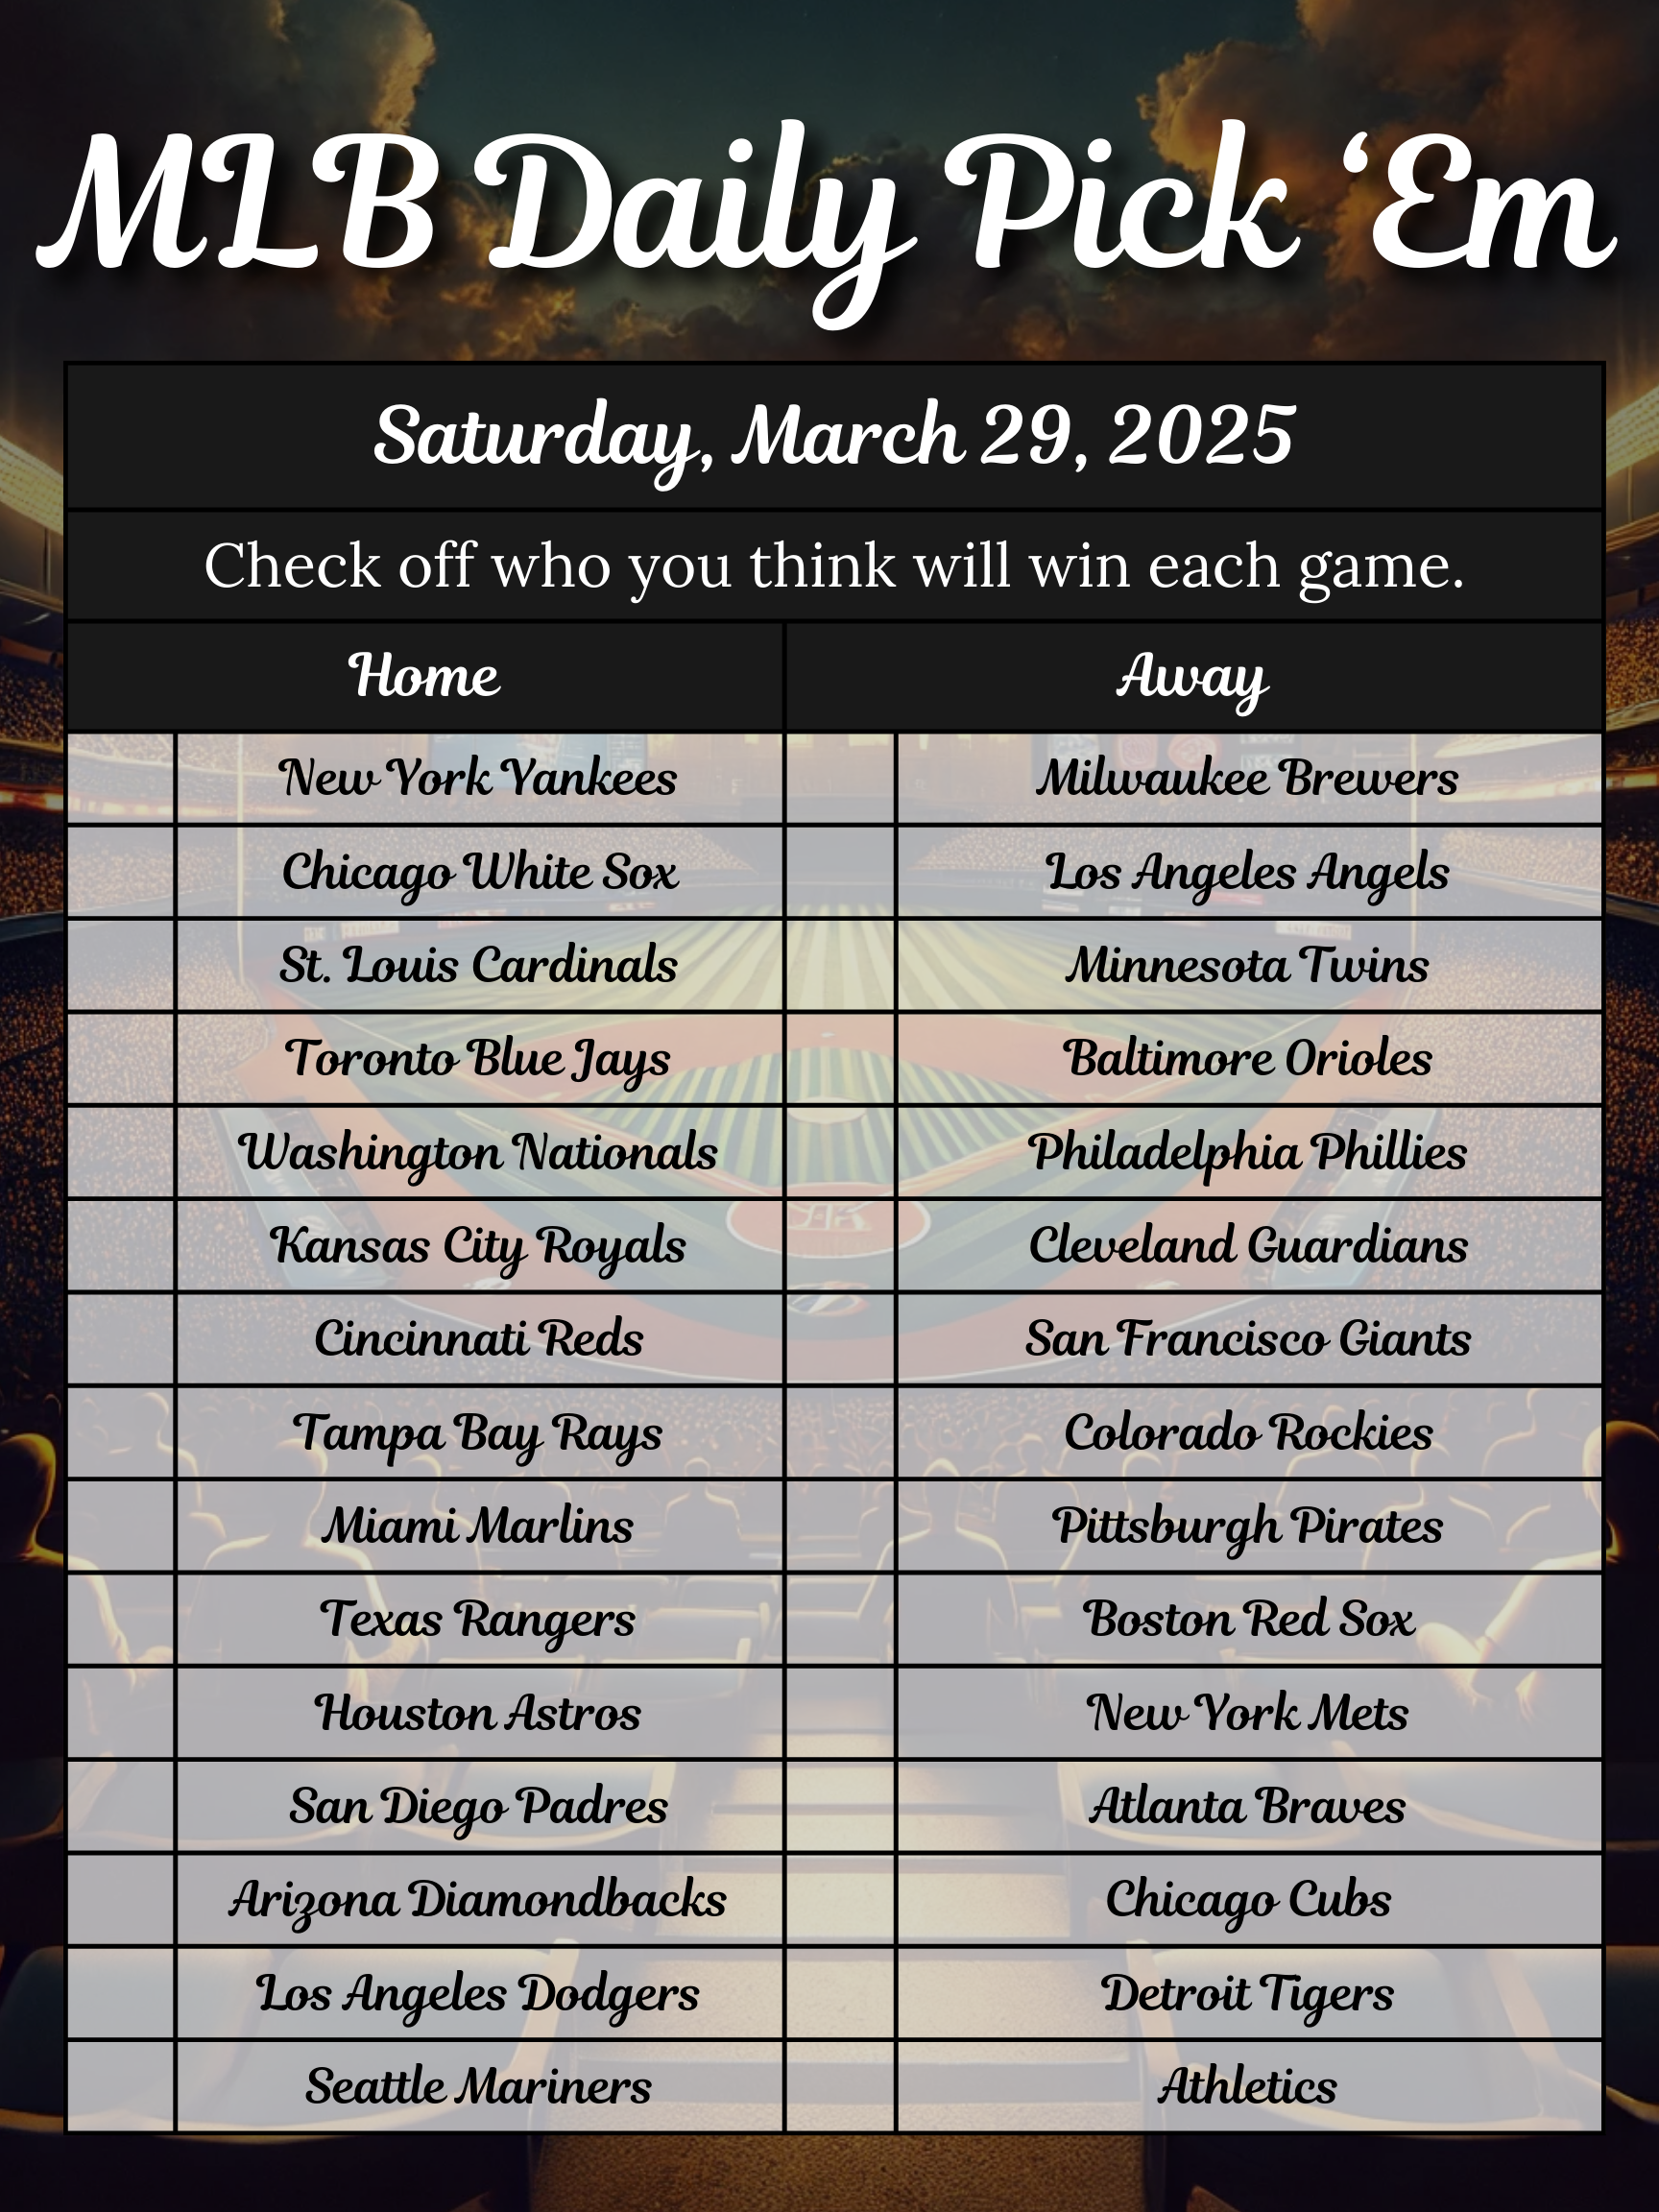 MLB Daily Pick ‘Em
Saturday, March 29, 2025
Check off who you think will win each game.
Home Away
New York Yankees Milwaukee Brewers
Chicago White Sox Los Angeles Angels
St. Louis Cardinals Minnesota Twins
Toronto Blue Jays Baltimore Orioles
Washington Nationals Philadelphia Phillies
Kansas City Royals Cleveland Guardians
Cincinnati Reds San Francisco Giants
Tampa Bay Rays Colorado Rockies
Miami Marlins Pittsburgh Pirates
Texas Rangers Boston Red Sox
Houston Astros New York Mets
San Diego Padres Atlanta Braves
Arizona Diamondbacks Chicago Cubs
Los Angeles Dodgers Detroit Tigers
Seattle Mariners Athletics